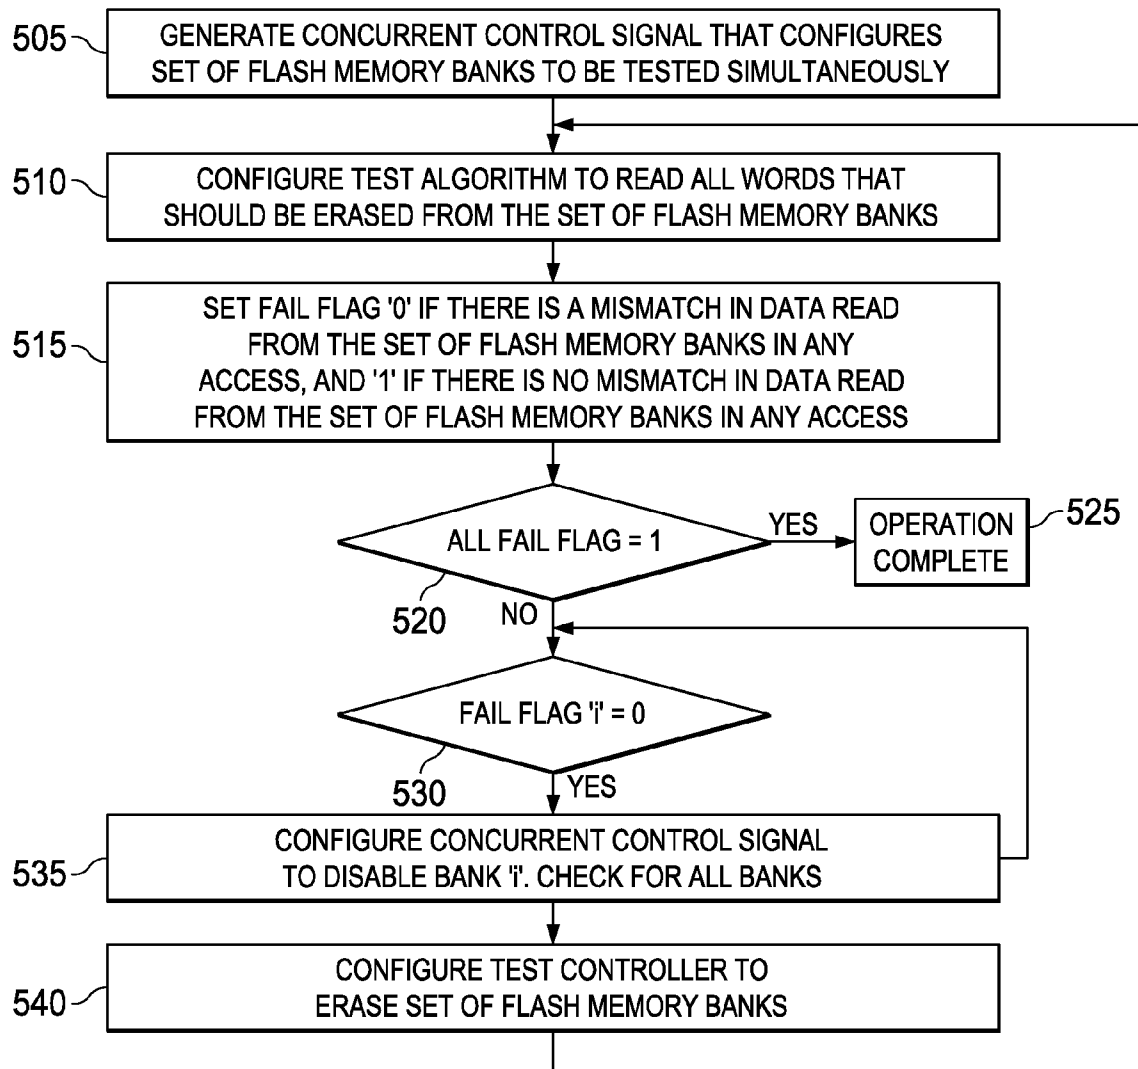 505
GENERATE CONCURRENT CONTROL SIGNAL THAT CONFIGURES
SET OF FLASH MEMORY BANKS TO BE TESTED SIMULTANEOUSLY
510
CONFIGURE TEST ALGORITHM TO READ ALL WORDS THAT
SHOULD BE ERASED FROM THE SET OF FLASH MEMORY BANKS
515
SET FAIL FLAG '0' IF THERE IS A MISMATCH IN DATA READ
FROM THE SET OF FLASH MEMORY BANKS IN ANY
ACCESS, AND '1' IF THERE IS NO MISMATCH IN DATA READ
FROM THE SET OF FLASH MEMORY BANKS IN ANY ACCESS
ALL FAIL FLAG = 1
520
YES
OPERATION
COMPLETE
525
NO
FAIL FLAG 'i' = 0
530
YES
535
CONFIGURE CONCURRENT CONTROL SIGNAL
TO DISABLE BANK 'i'. CHECK FOR ALL BANKS
540
CONFIGURE TEST CONTROLLER TO
ERASE SET OF FLASH MEMORY BANKS